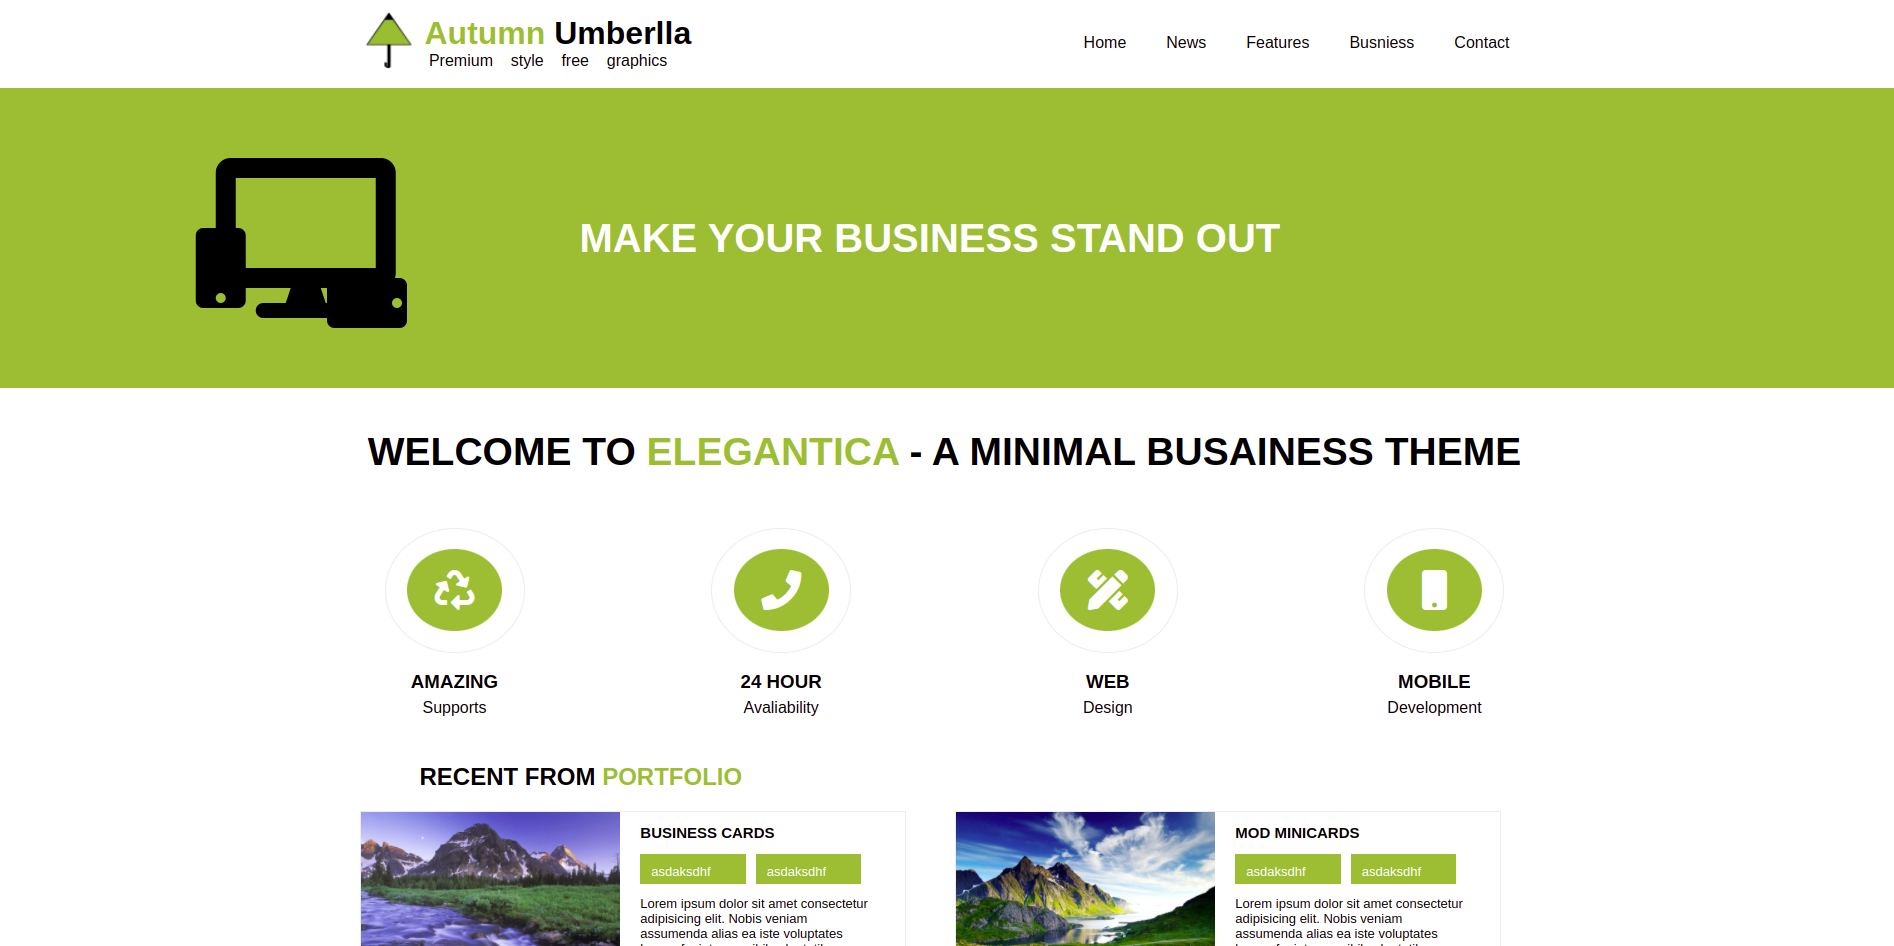 Autumn Umberlla
Premium style free graphics
Home News Features Busniess Contact
MAKE YOUR BUSINESS STAND OUT
WELCOME TO ELEGANTICA - A MINIMAL BUSAINESS THEME
AMAZING
Supports
24 HOUR
Avaliability
WEB
Design
MOBILE
Development
RECENT FROM PORTFOLIO
BUSINESS CARDS
asdaksdhf asdaksdhf
Lorem ipsum dolor sit amet consectetur
adipisicing elit. Nobis veniam
assumenda alias ea iste voluptates
MOD MINICARDS
asdaksdhf asdaksdhf
Lorem ipsum dolor sit amet consectetur
adipisicing elit. Nobis veniam
assumenda alias ea iste voluptates